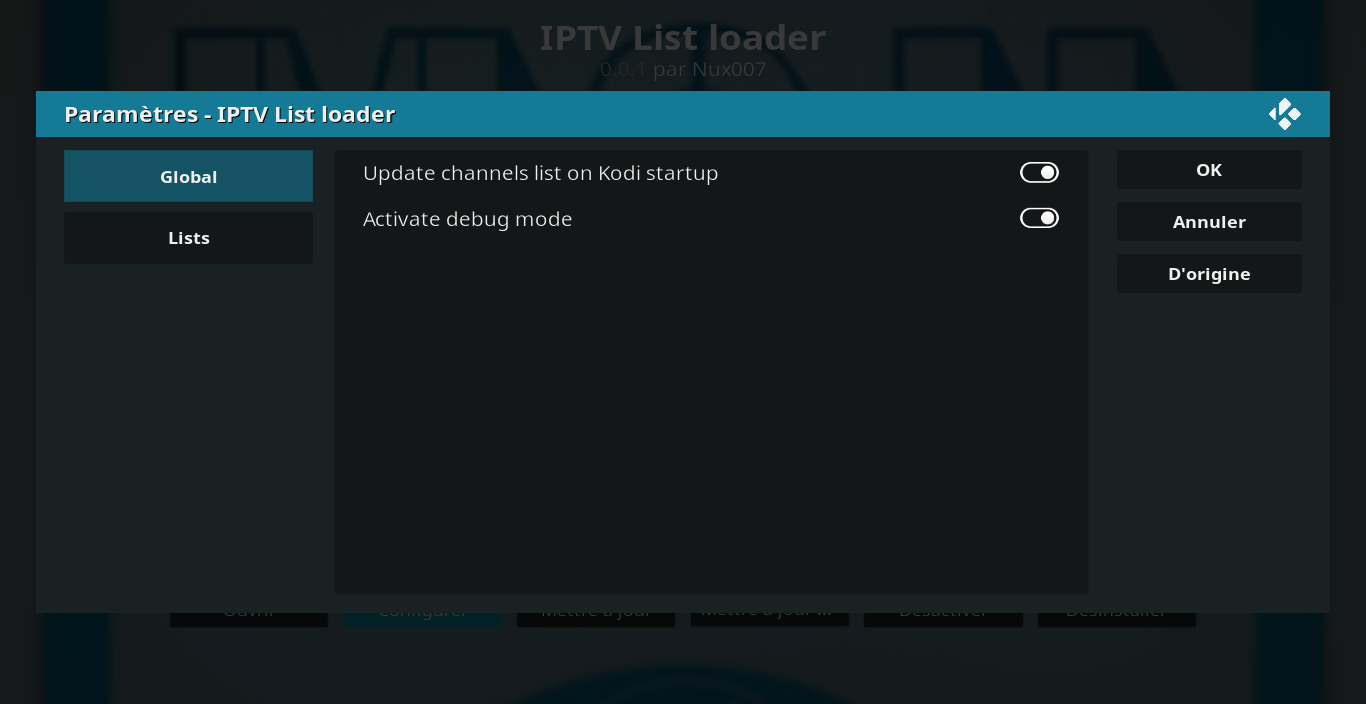 IPTV List loader
0.0.1 par Nux007
Paramètres - IPTV List loader
Global
Lists
Update channels list on Kodi startup
Activate debug mode
OK
Annuler
D'origine
Ouvrir
Configurer
Mettre à jour
Mettre à jour ...
Désactiver
Désinstaller